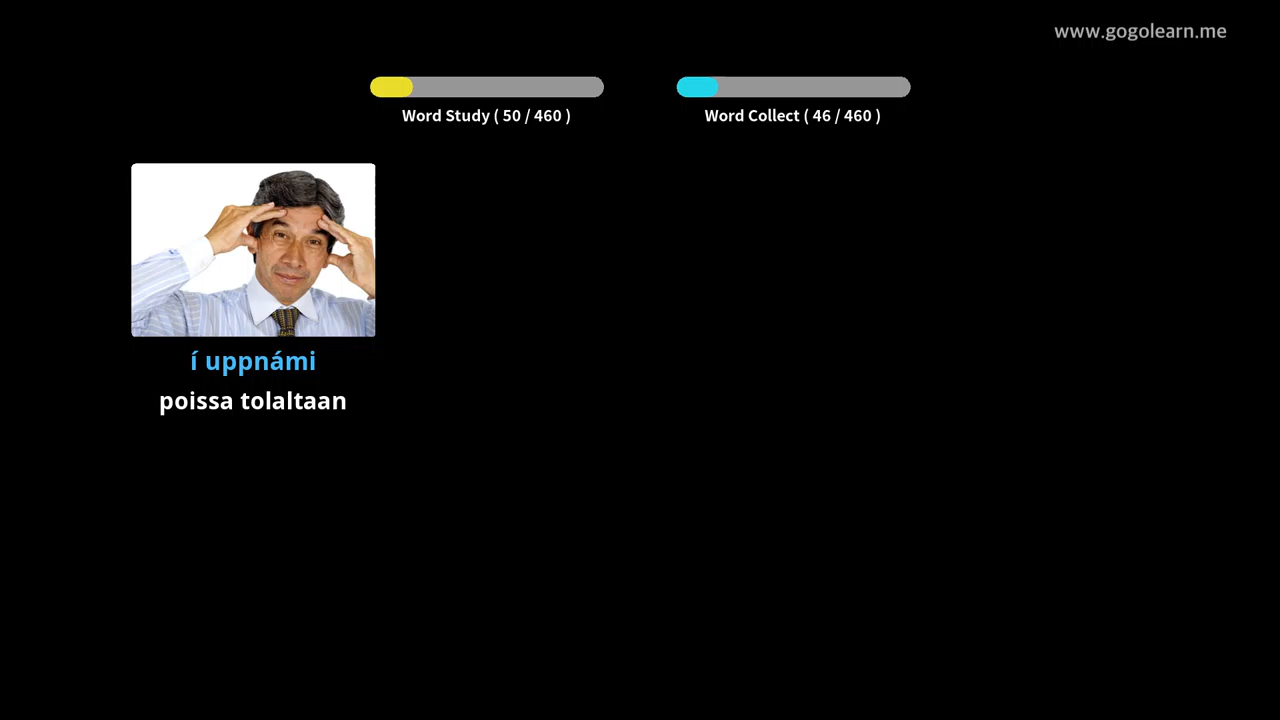 www.gogolearn.me
Word Study ( 50 / 460 )
Word Collect ( 46 / 460 )
í uppnámi
poissa tolaltaan